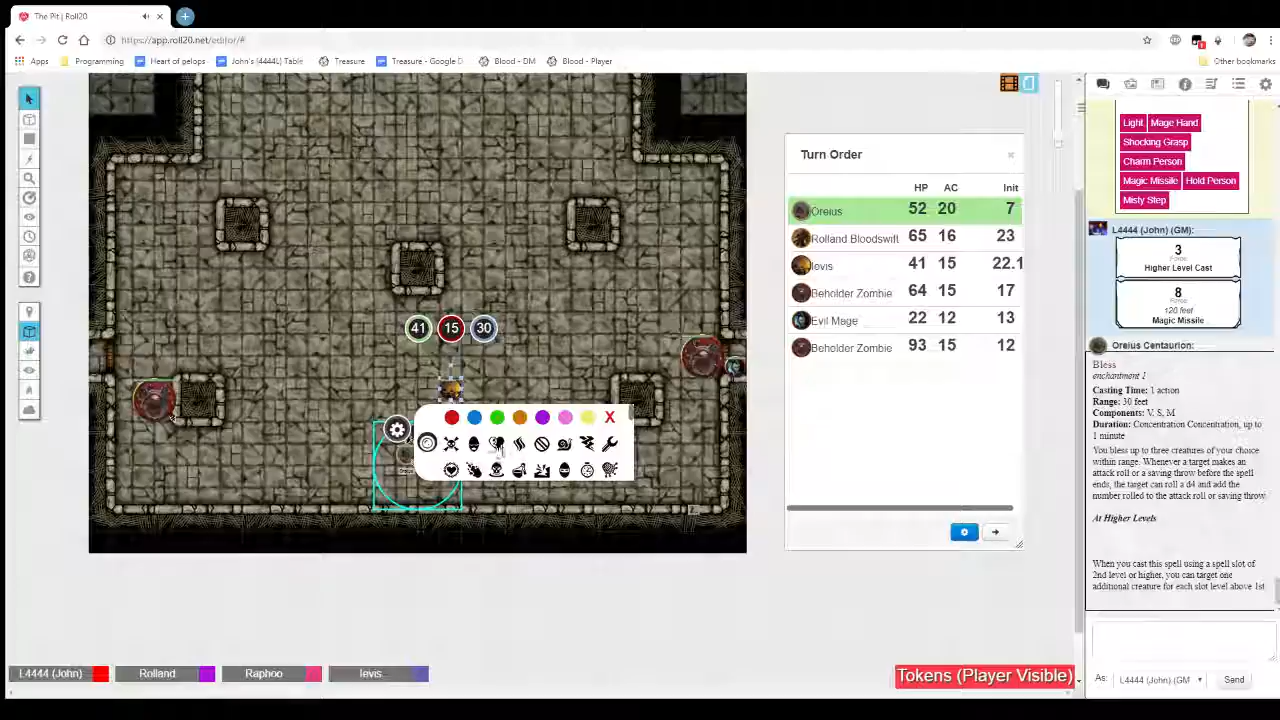 The Pit | Roll20
https://app.roll20.net/editor/#
Apps
Programming
Heart of pelops
John's (4444L) Table
Treasure
Treasure - Google D
Blood - DM
Blood - Player
Other bookmarks
Turn Order
HP AC Init
Oreius 52 20 7
Rolland Bloodswift 65 16 23
Ievis 41 15 22.1
Beholder Zombie 64 15 17
Evil Mage 22 12 13
Beholder Zombie 93 15 12
41 15 30
X
Light Mage Hand
Shocking Grasp
Charm Person
Magic Missile Hold Person
Misty Step
L4444 (John) (GM):
3
Force
Higher Level Cast
8
Force
120 feet
Magic Missile
Oreius Centaurion:
Bless
enchantment 1
Casting Time: 1 action
Range: 30 feet
Components: V, S, M
Duration: Concentration Concentration, up to
1 minute
You bless up to three creatures of your choice
within range. Whenever a target makes an
attack roll or a saving throw before the spell
ends, the target can roll a d4 and add the
number rolled to the attack roll or saving throw.
At Higher Levels
When you cast this spell using a spell slot of
2nd level or higher, you can target one
additional creature for each slot level above 1st
As: L4444 (John) (GM
Send
L4444 (John)
Rolland
Raphoo
Ievis
Tokens (Player Visible)